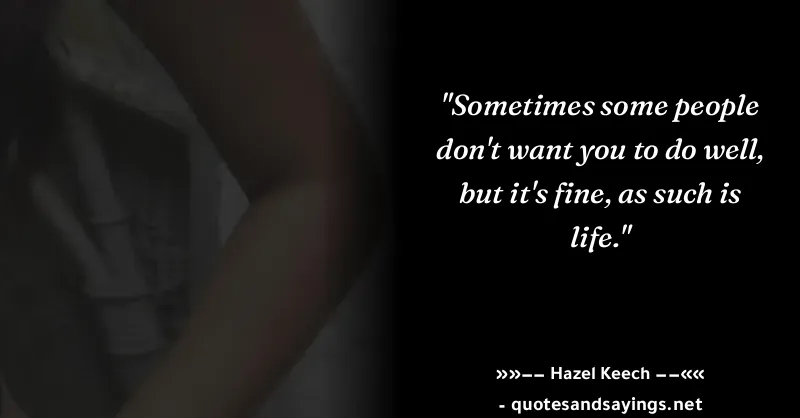 "Sometimes some people
don't want you to do well,
but it's fine, as such is
life."
»»−− Hazel Keech −−««
- quotesandsayings.net